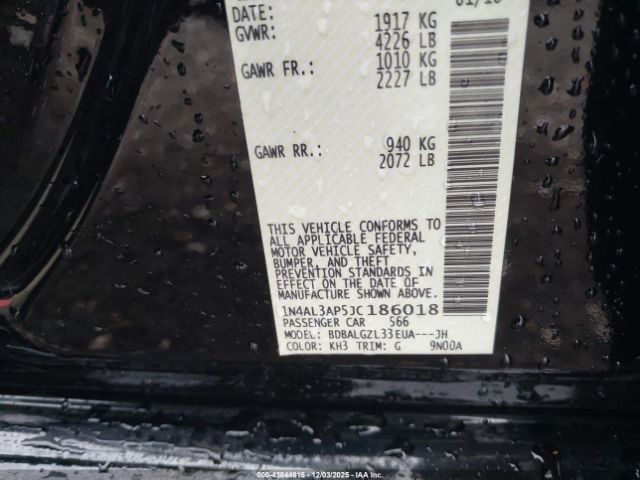 DATE:
GVWR: 1917 KG
4226 LB
GAWR FR.: 1010 KG
2227 LB
GAWR RR.: 940 KG
2072 LB
THIS VEHICLE CONFORMS TO
ALL APPLICABLE FEDERAL
MOTOR VEHICLE SAFETY,
BUMPER, AND THEFT
PREVENTION STANDARDS IN
EFFECT ON THE DATE OF
MANUFACTURE SHOWN ABOVE.
1N4AL3AP5JC186018
PASSENGER CAR 566
MODEL: BDBALGZL33EUA---JH
COLOR: KH3 TRIM: G 9N00A
000-43844615 - 12/03/2025 - IAA Inc.